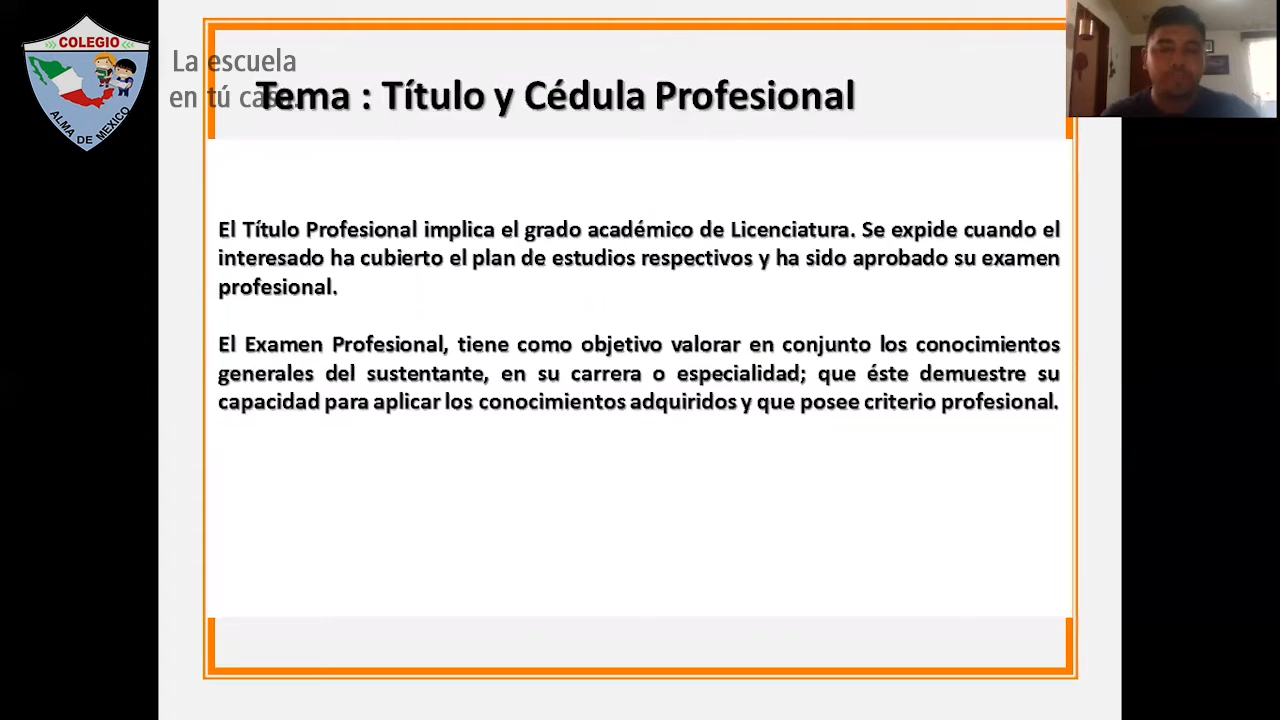 COLEGIO
ALMA DE MEXICO
La escuela
en tú casa
Tema : Título y Cédula Profesional
El Título Profesional implica el grado académico de Licenciatura. Se expide cuando el
interesado ha cubierto el plan de estudios respectivos y ha sido aprobado su examen
profesional.
El Examen Profesional, tiene como objetivo valorar en conjunto los conocimientos
generales del sustentante, en su carrera o especialidad; que éste demuestre su
capacidad para aplicar los conocimientos adquiridos y que posee criterio profesional.